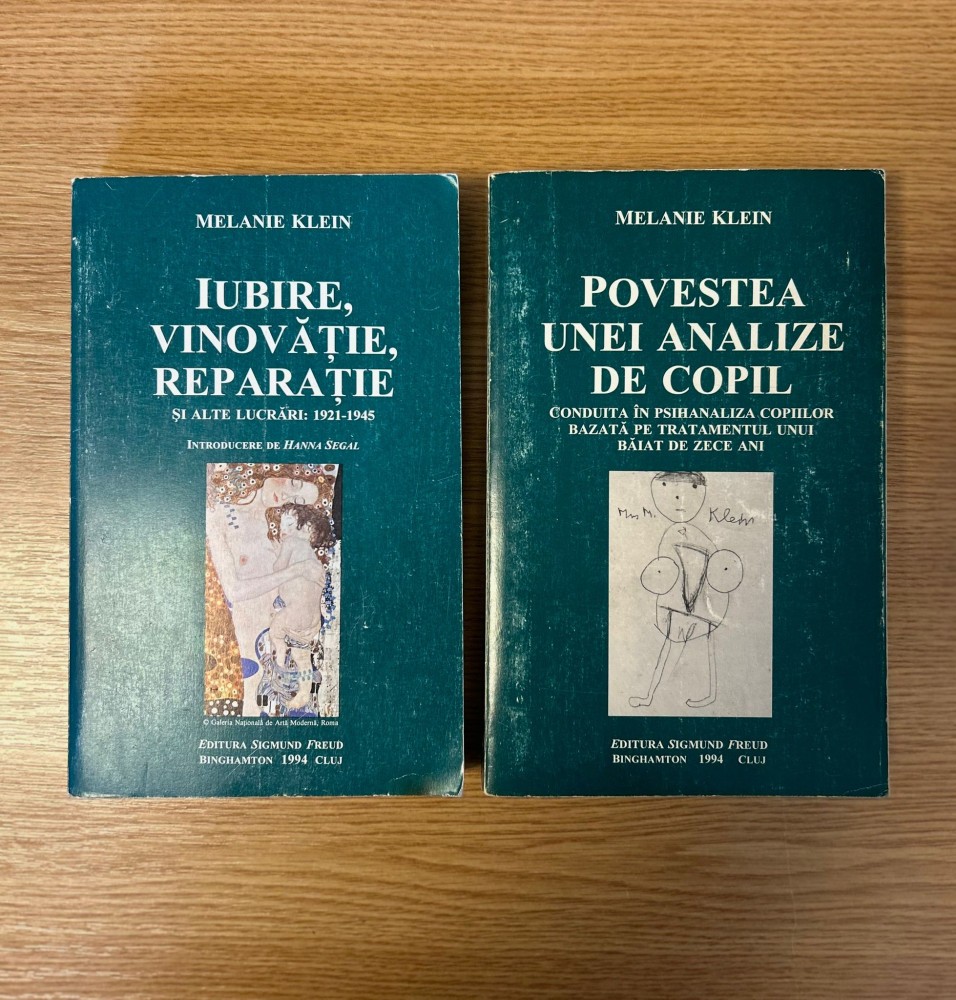 MELANIE KLEIN
IUBIRE,
VINOVĂȚIE,
REPARAȚIE
ȘI ALTE LUCRĂRI: 1921-1945
INTRODUCERE DE HANNA SEGAL
© Galeria Națională de Artă Modernă, Roma
EDITURA SIGMUND FREUD
BINGHAMTON 1994 CLUJ
MELANIE KLEIN
POVESTEA
UNEI ANALIZE
DE COPIL
CONDUITA ÎN PSIHANALIZA COPIILOR
BAZATĂ PE TRATAMENTUL UNUI
BĂIAT DE ZECE ANI
Mrs M. Klein
EDITURA SIGMUND FREUD
BINGHAMTON 1994 CLUJ